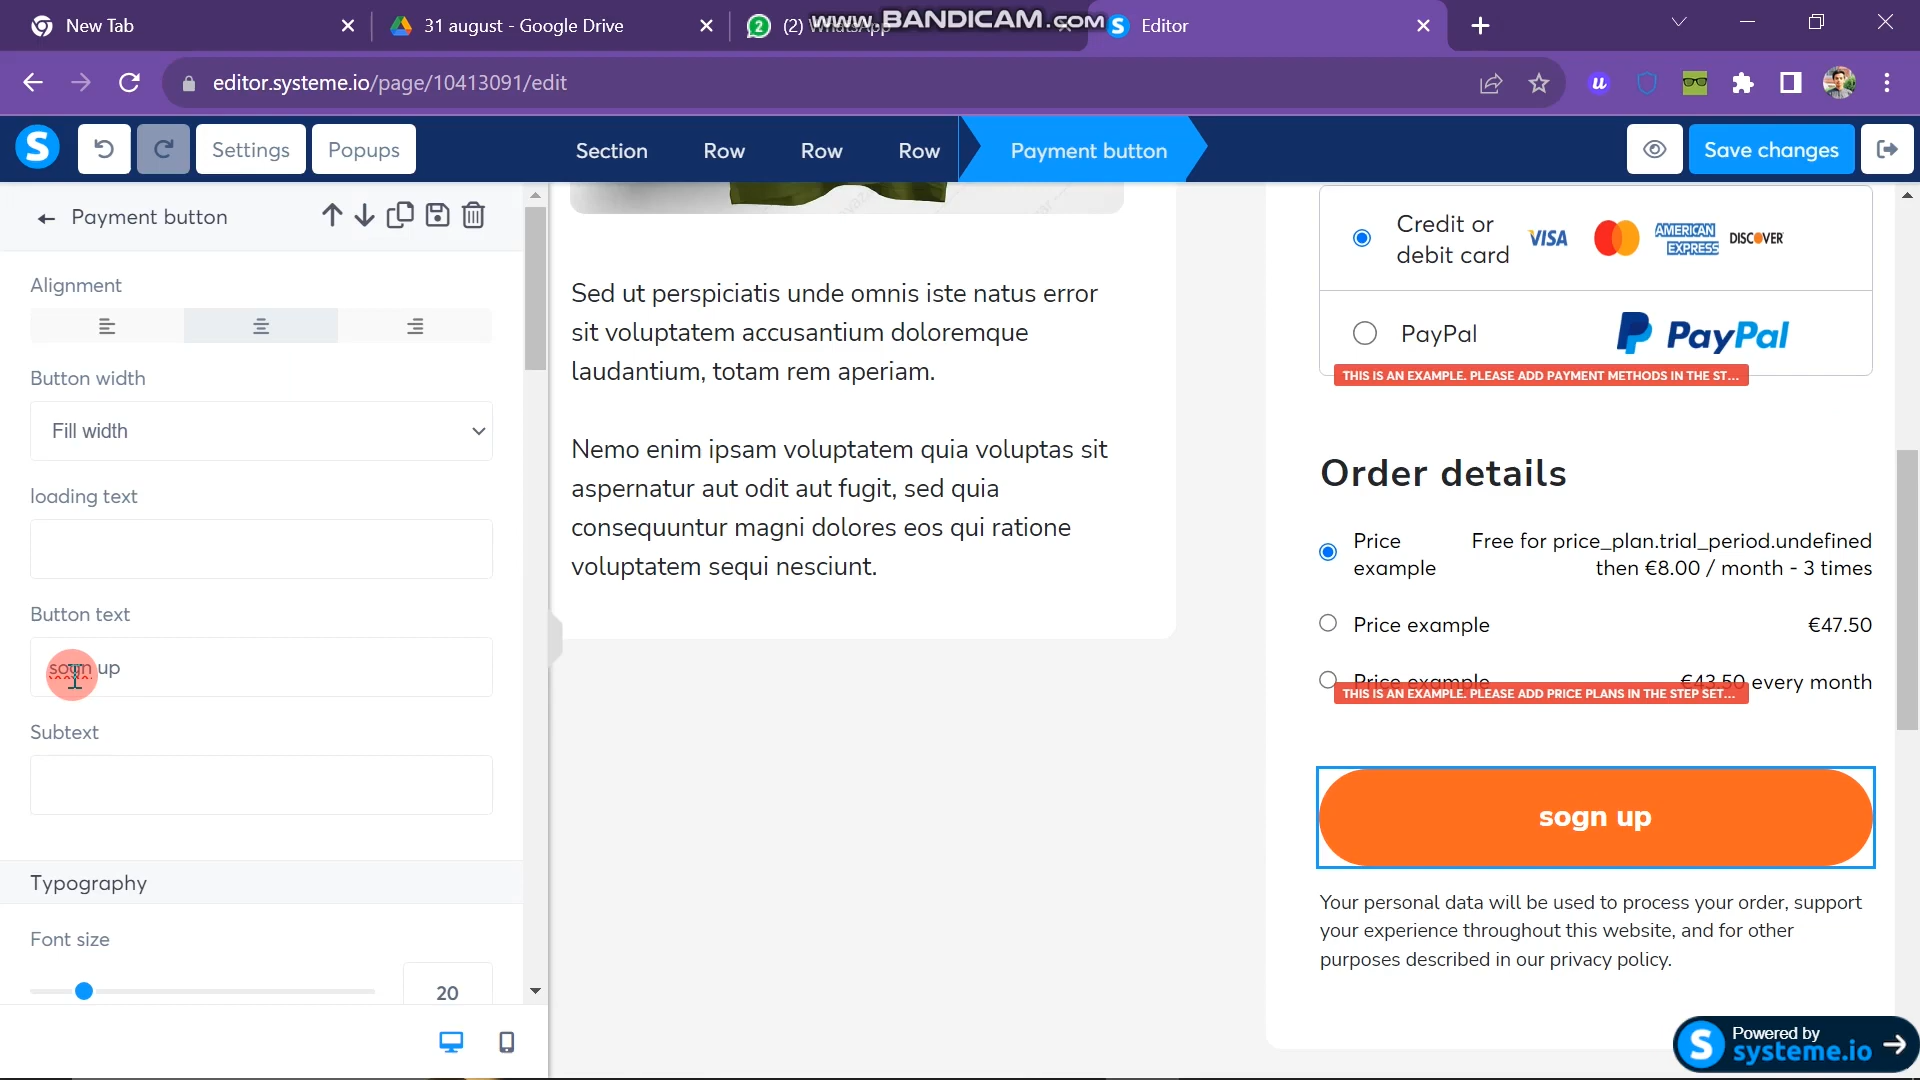 New Tab
31 august - Google Drive
2
(2) WhatsApp
www.BANDICAM.com
S
Editor
editor.systeme.io/page/10413091/edit
u
S
Settings
Popups
Section
Row
Row
Row
Payment button
Save changes
Payment button
Alignment
Button width
Fill width
loading text
Button text
sogn up
Subtext
Typography
Font size
20
Sed ut perspiciatis unde omnis iste natus error
sit voluptatem accusantium doloremque
laudantium, totam rem aperiam.
Nemo enim ipsam voluptatem quia voluptas sit
aspernatur aut odit aut fugit, sed quia
consequuntur magni dolores eos qui ratione
voluptatem sequi nesciunt.
Credit or
debit card
VISA
AMERICAN
EXPRESS
DISCOVER
PayPal
PayPal
THIS IS AN EXAMPLE. PLEASE ADD PAYMENT METHODS IN THE ST...
Order details
Price
example
Free for price_plan.trial_period.undefined
then €8.00 / month - 3 times
Price example
€47.50
Price example
€43.50 every month
THIS IS AN EXAMPLE. PLEASE ADD PRICE PLANS IN THE STEP SET...
sogn up
Your personal data will be used to process your order, support
your experience throughout this website, and for other
purposes described in our privacy policy.
S
Powered by
systeme.io